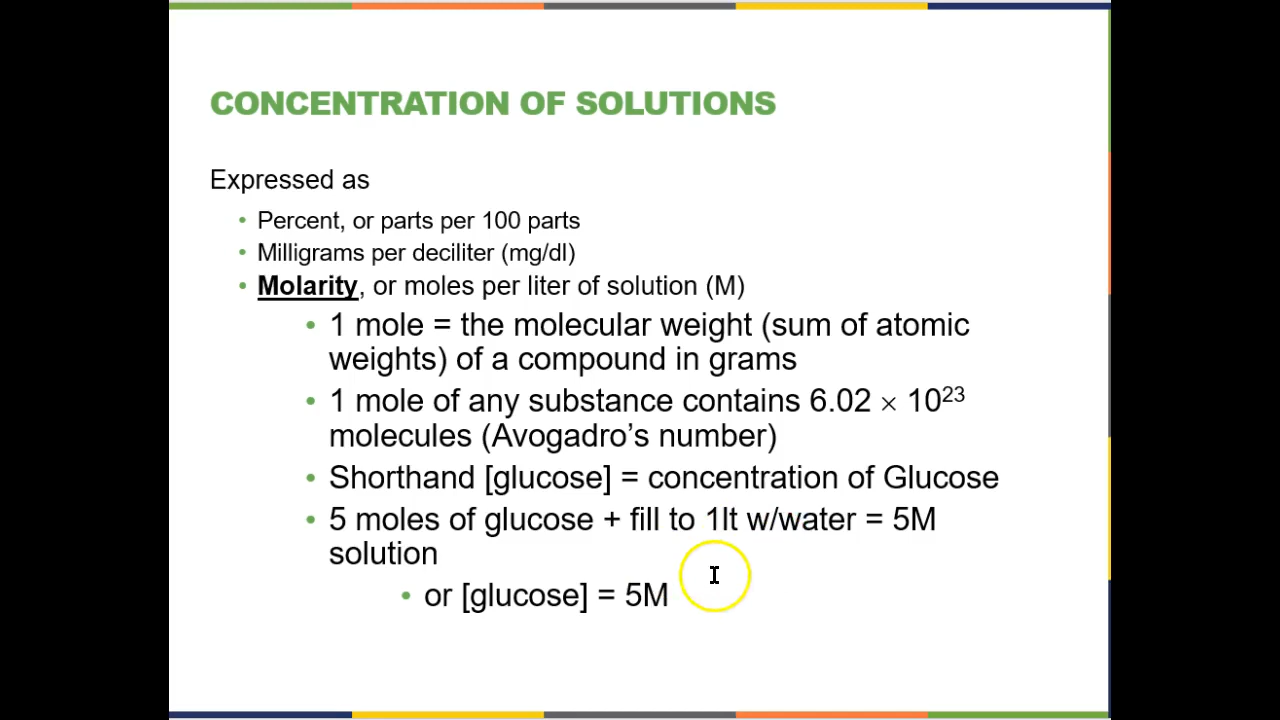 CONCENTRATION OF SOLUTIONS
Expressed as
• Percent, or parts per 100 parts
• Milligrams per deciliter (mg/dl)
• Molarity, or moles per liter of solution (M)
• 1 mole = the molecular weight (sum of atomic
weights) of a compound in grams
• 1 mole of any substance contains 6.02 × 10²³
molecules (Avogadro’s number)
• Shorthand [glucose] = concentration of Glucose
• 5 moles of glucose + fill to 1lt w/water = 5M
solution
• or [glucose] = 5M